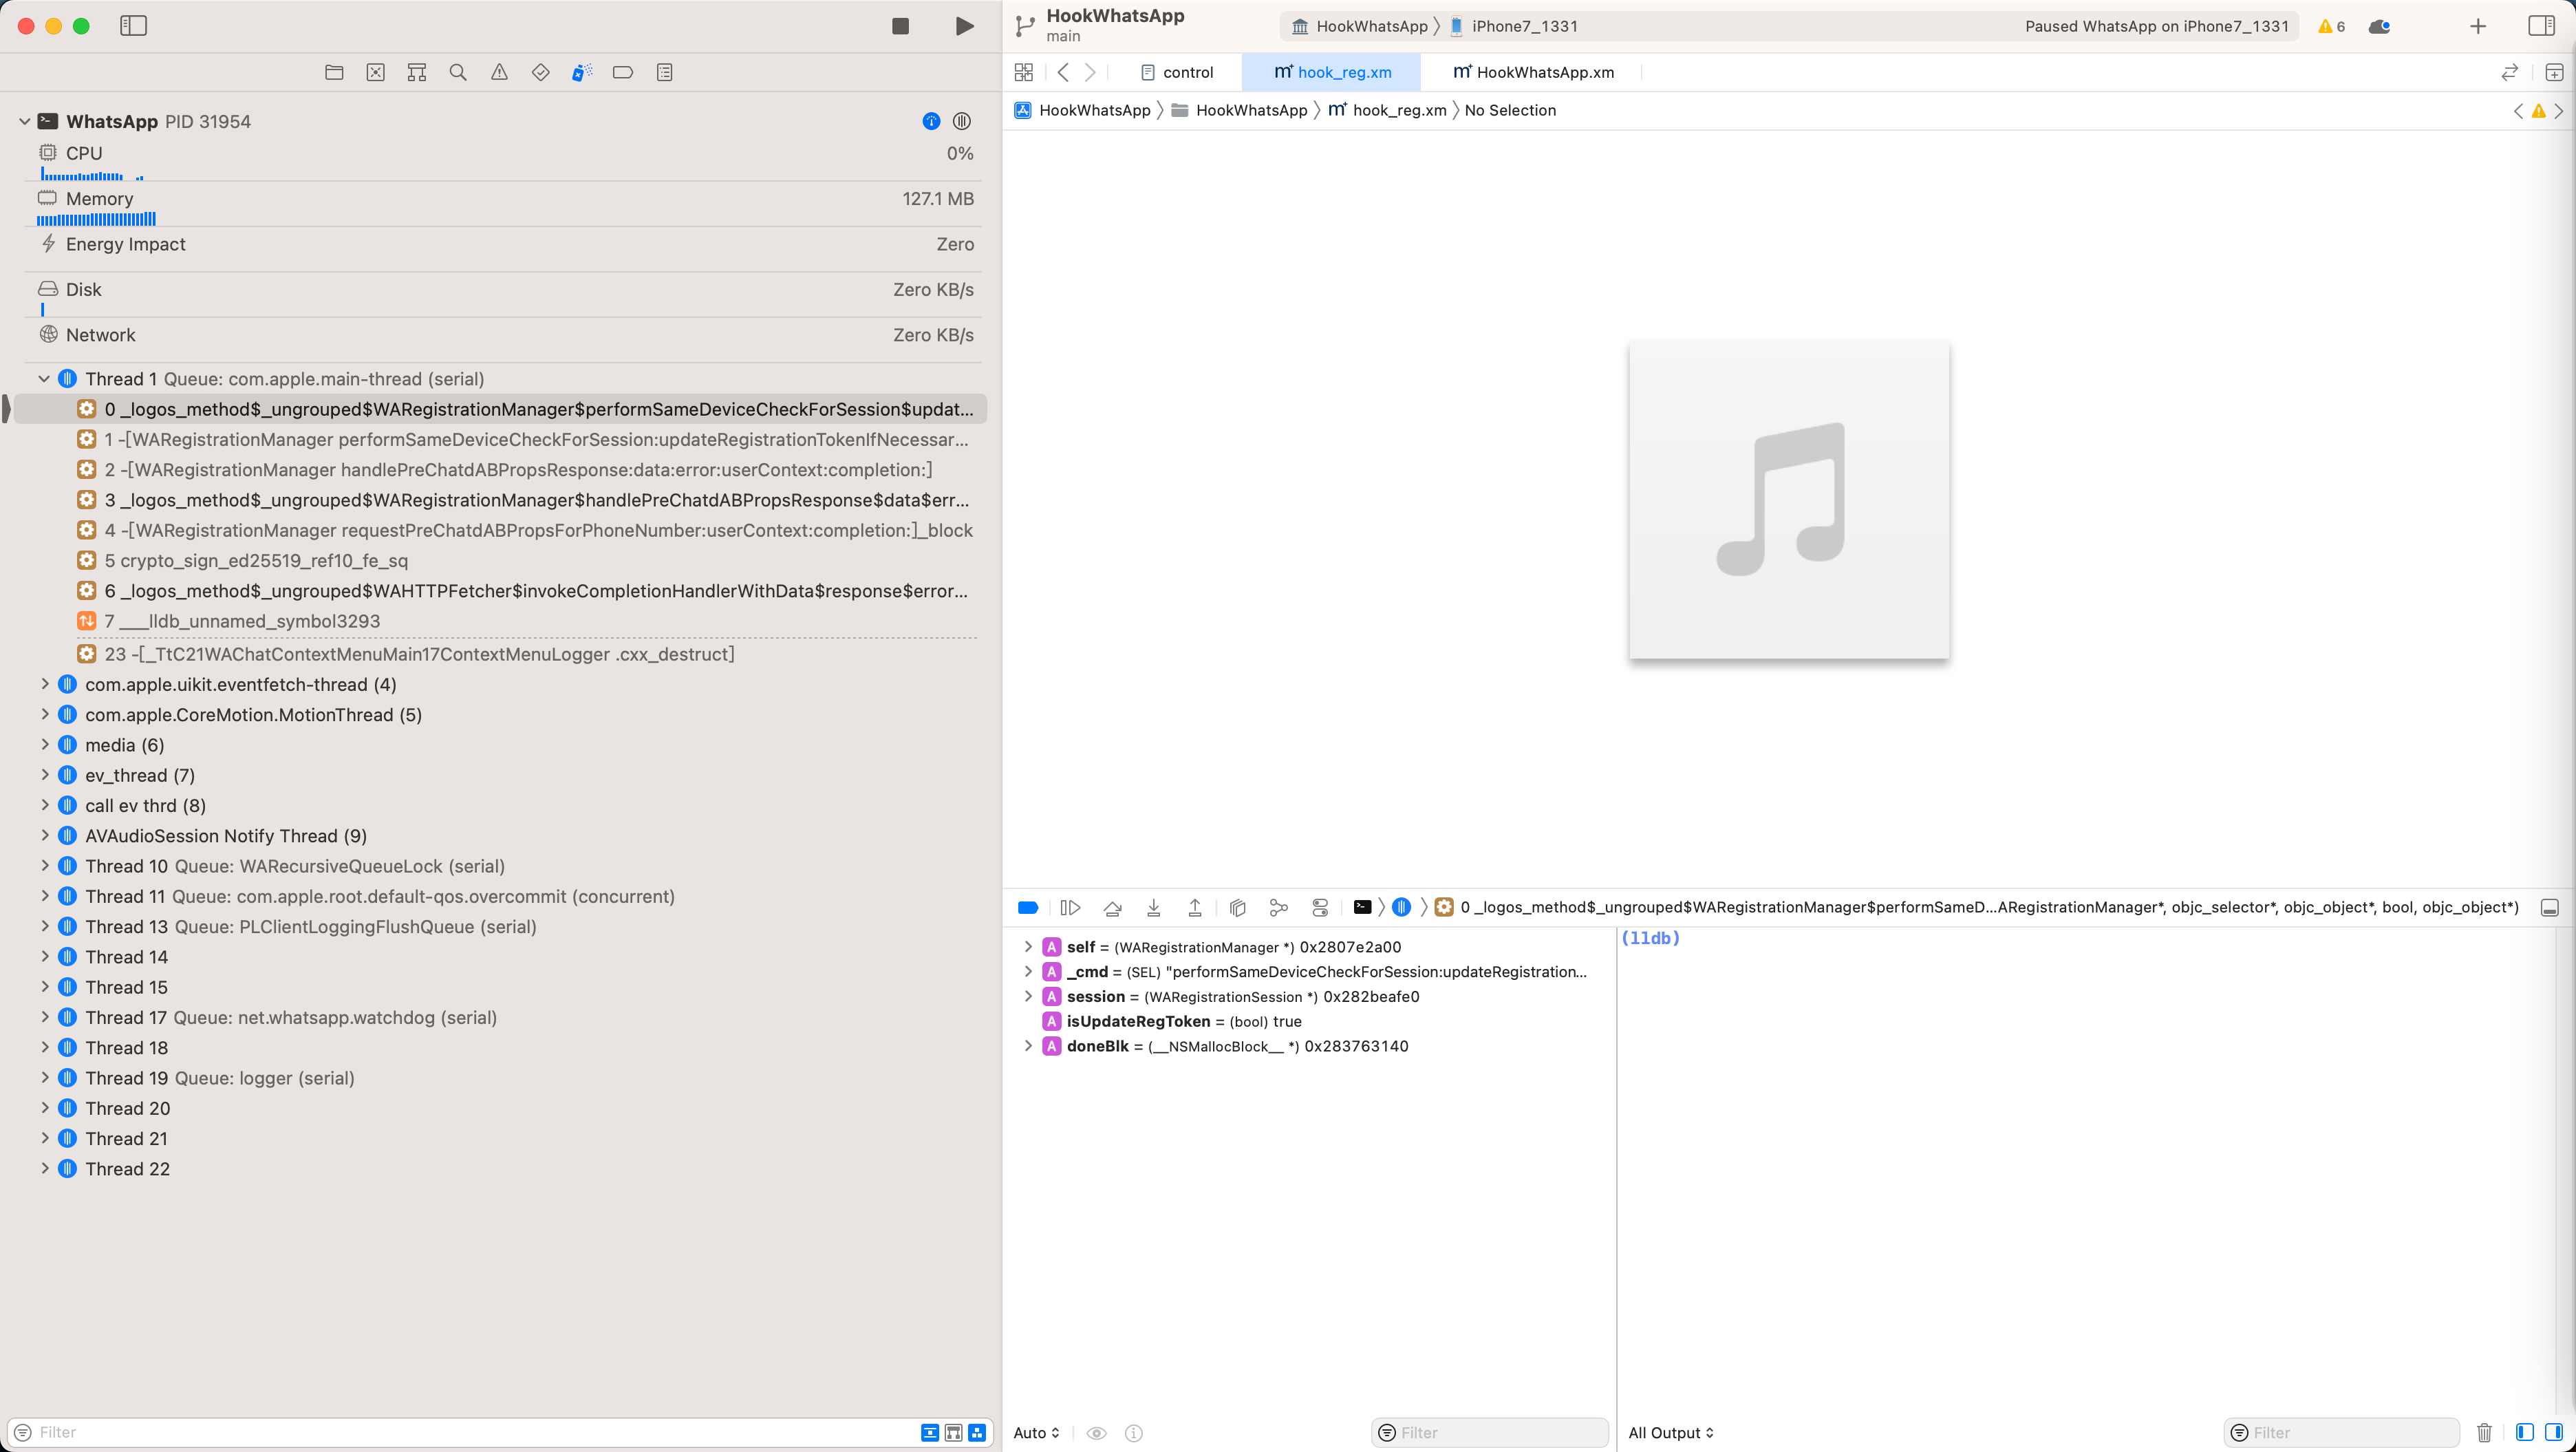 HookWhatsApp
main
HookWhatsApp
iPhone7_1331
Paused WhatsApp on iPhone7_1331
6
control
hook_reg.xm
HookWhatsApp.xm
HookWhatsApp
HookWhatsApp
hook_reg.xm
No Selection
WhatsApp PID 31954
CPU
0%
Memory
127.1 MB
Energy Impact
Zero
Disk
Zero KB/s
Network
Zero KB/s
Thread 1 Queue: com.apple.main-thread (serial)
0 _logos_method$_ungrouped$WARegistrationManager$performSameDeviceCheckForSession$updat...
1 -[WARegistrationManager performSameDeviceCheckForSession:updateRegistrationTokenIfNecessar...
2 -[WARegistrationManager handlePreChatdABPropsResponse:data:error:userContext:completion:]
3 _logos_method$_ungrouped$WARegistrationManager$handlePreChatdABPropsResponse$data$err...
4 -[WARegistrationManager requestPreChatdABPropsForPhoneNumber:userContext:completion:]_block
5 crypto_sign_ed25519_ref10_fe_sq
6 _logos_method$_ungrouped$WAHTTPFetcher$invokeCompletionHandlerWithData$response$error...
7 ___lldb_unnamed_symbol3293
23 -[_TtC21WAChatContextMenuMain17ContextMenuLogger .cxx_destruct]
com.apple.uikit.eventfetch-thread (4)
com.apple.CoreMotion.MotionThread (5)
media (6)
ev_thread (7)
call ev thrd (8)
AVAudioSession Notify Thread (9)
Thread 10 Queue: WARecursiveQueueLock (serial)
Thread 11 Queue: com.apple.root.default-qos.overcommit (concurrent)
Thread 13 Queue: PLClientLoggingFlushQueue (serial)
Thread 14
Thread 15
Thread 17 Queue: net.whatsapp.watchdog (serial)
Thread 18
Thread 19 Queue: logger (serial)
Thread 20
Thread 21
Thread 22
Filter
0 _logos_method$_ungrouped$WARegistrationManager$performSameD...ARegistrationManager*, objc_selector*, objc_object*, bool, objc_object*)
A self = (WARegistrationManager *) 0x2807e2a00
A _cmd = (SEL) "performSameDeviceCheckForSession:updateRegistration...
A session = (WARegistrationSession *) 0x282beafe0
A isUpdateRegToken = (bool) true
A doneBlk = (__NSMallocBlock__ *) 0x283763140
(lldb)
Auto
Filter
All Output
Filter